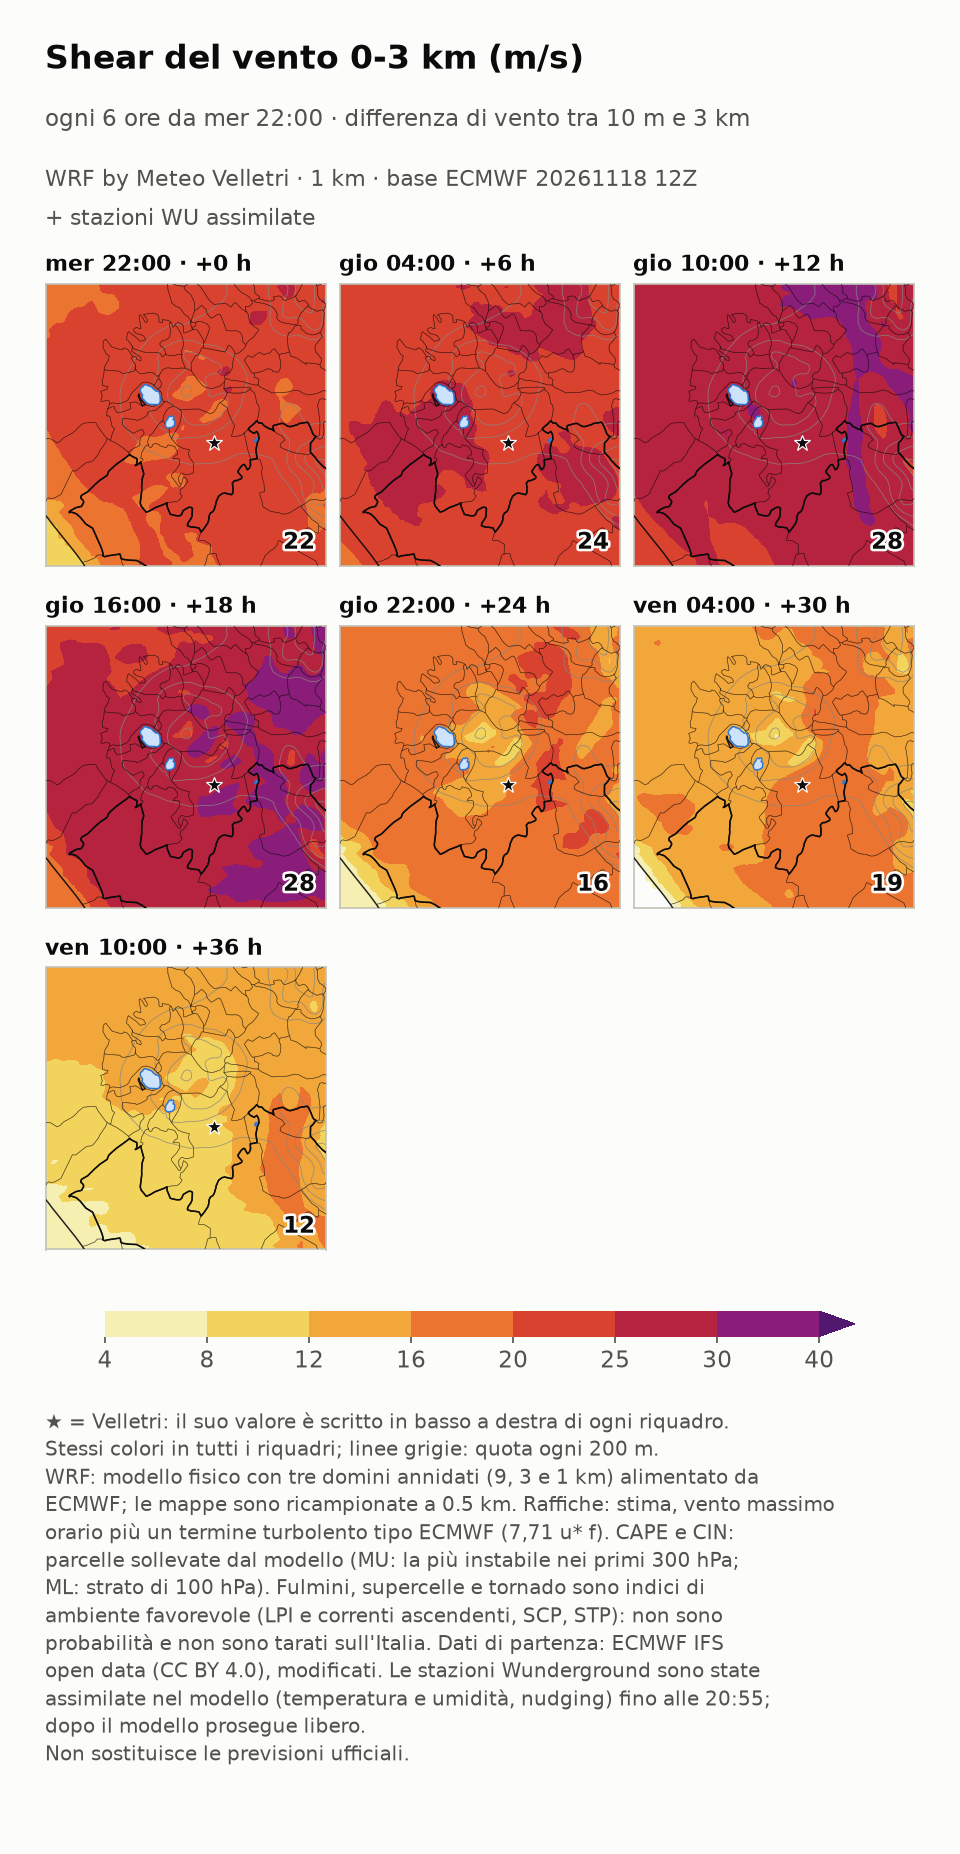 Shear del vento 0-3 km (m/s)
ogni 6 ore da mer 22:00 · differenza di vento tra 10 m e 3 km
WRF by Meteo Velletri · 1 km · base ECMWF 20261118 12Z
+ stazioni WU assimilate
mer 22:00 · +0 h
gio 04:00 · +6 h
gio 10:00 · +12 h
22
24
28
gio 16:00 · +18 h
gio 22:00 · +24 h
ven 04:00 · +30 h
28
16
19
ven 10:00 · +36 h
12
4 8 12 16 20 25 30 40
★ = Velletri: il suo valore è scritto in basso a destra di ogni riquadro.
Stessi colori in tutti i riquadri; linee grigie: quota ogni 200 m.
WRF: modello fisico con tre domini annidati (9, 3 e 1 km) alimentato da
ECMWF; le mappe sono ricampionate a 0.5 km. Raffiche: stima, vento massimo
orario più un termine turbolento tipo ECMWF (7,71 u* f). CAPE e CIN:
parcelle sollevate dal modello (MU: la più instabile nei primi 300 hPa;
ML: strato di 100 hPa). Fulmini, supercelle e tornado sono indici di
ambiente favorevole (LPI e correnti ascendenti, SCP, STP): non sono
probabilità e non sono tarati sull'Italia. Dati di partenza: ECMWF IFS
open data (CC BY 4.0), modificati. Le stazioni Wunderground sono state
assimilate nel modello (temperatura e umidità, nudging) fino alle 20:55;
dopo il modello prosegue libero.
Non sostituisce le previsioni ufficiali.